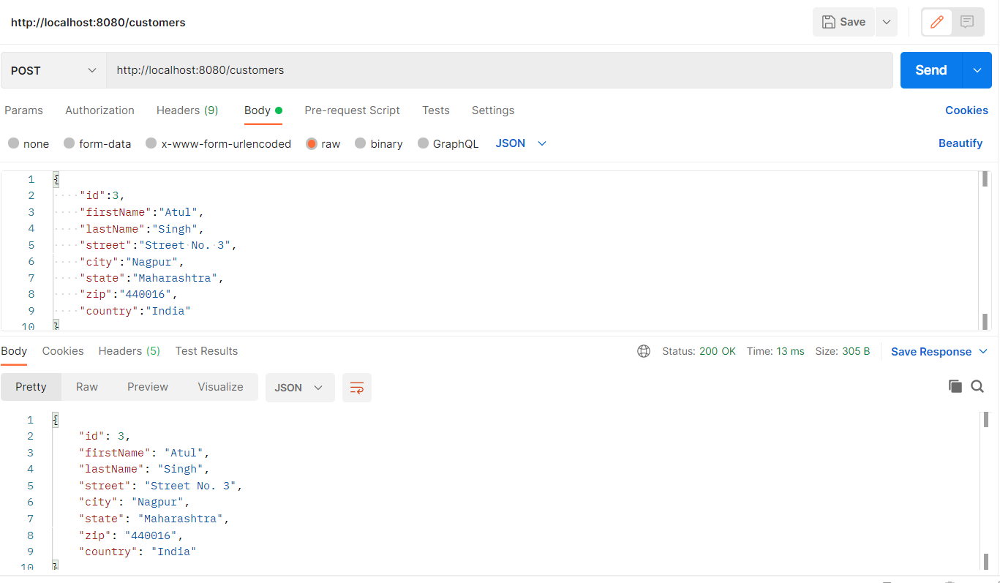 http://localhost:8080/customers Save
POST http://localhost:8080/customers Send
Params Authorization Headers (9) Body Pre-request Script Tests Settings Cookies
none form-data x-www-form-urlencoded raw binary GraphQL JSON Beautify
1 {
2 "id":3,
3 "firstName":"Atul",
4 "lastName":"Singh",
5 "street":"Street No. 3",
6 "city":"Nagpur",
7 "state":"Maharashtra",
8 "zip":"440016",
9 "country":"India"
10 }
Body Cookies Headers (5) Test Results Status: 200 OK Time: 13 ms Size: 305 B Save Response
Pretty Raw Preview Visualize JSON
1 {
2 "id": 3,
3 "firstName": "Atul",
4 "lastName": "Singh",
5 "street": "Street No. 3",
6 "city": "Nagpur",
7 "state": "Maharashtra",
8 "zip": "440016",
9 "country": "India"
10 }